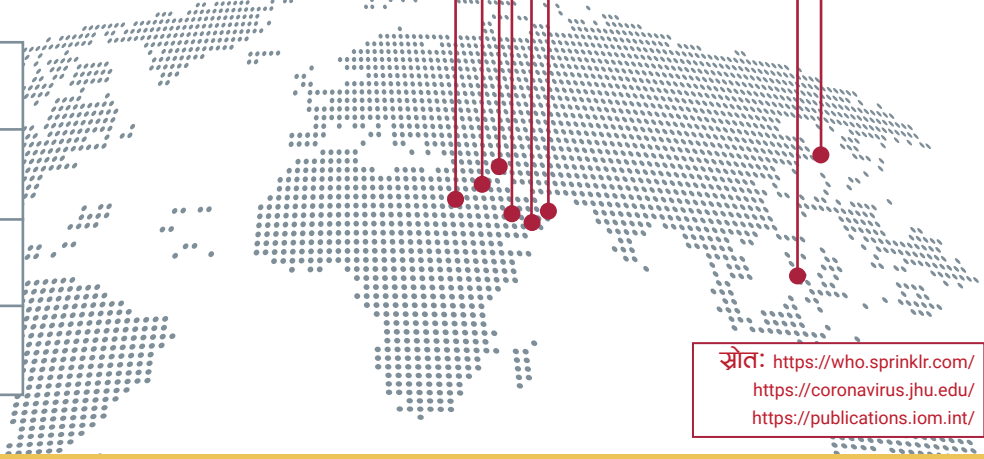 स्रोत: https://who.sprinklr.com/
https://coronavirus.jhu.edu/
https://publications.iom.int/